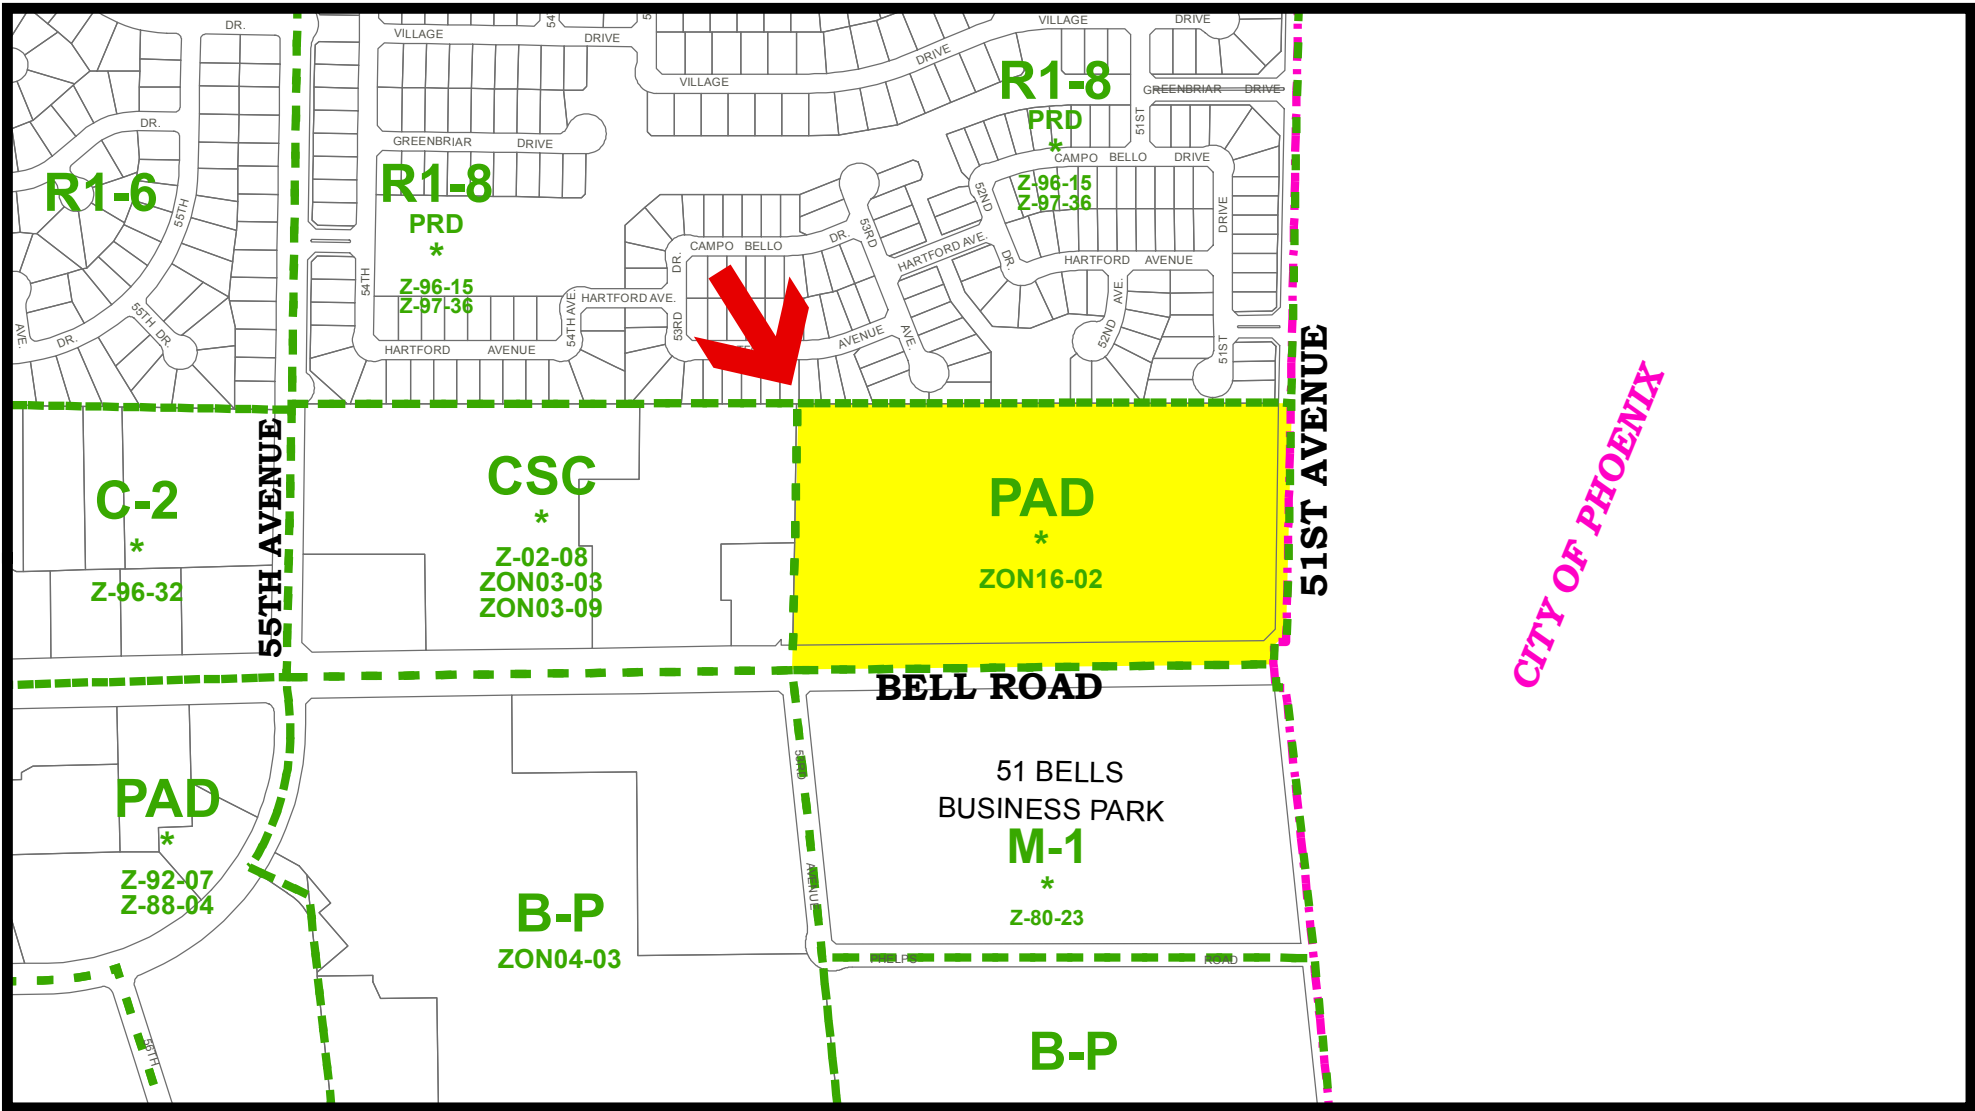 DR.
VILLAGE
DRIVE
VILLAGE
DRIVE
VILLAGE
DRIVE
R1-8
PRD
*
Z-96-15
Z-97-36
GREENBRIAR DRIVE
51ST
DR.
GREENBRIAR DRIVE
CAMPO BELLO DRIVE
R1-6
55TH
R1-8
PRD
*
Z-96-15
Z-97-36
54TH
52ND
DR.
DRIVE
53RD
CAMPO BELLO DR.
HARTFORD AVE.
HARTFORD AVENUE
DR.
53RD
HARTFORD AVE.
54TH AVE.
AVE.
52ND
55TH DR.
AVE.
DR.
AVENUE
AVE.
HARTFORD AVENUE
51ST
55TH AVENUE
51ST AVENUE
CITY OF PHOENIX
C-2
*
Z-96-32
CSC
*
Z-02-08
ZON03-03
ZON03-09
PAD
*
ZON16-02
BELL ROAD
PAD
*
Z-92-07
Z-88-04
B-P
ZON04-03
53RD
AVENUE
51 BELLS
BUSINESS PARK
M-1
*
Z-80-23
PHELPS ROAD
56TH
B-P